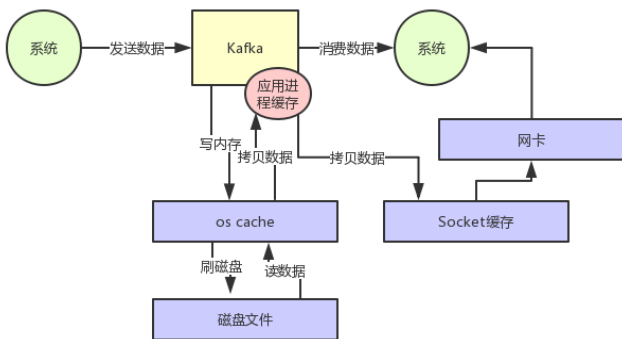 系统
发送数据
Kafka
消费数据
系统
应用进
程缓存
写内存
拷贝数据
拷贝数据
网卡
os cache
Socket缓存
刷磁盘
读数据
磁盘文件